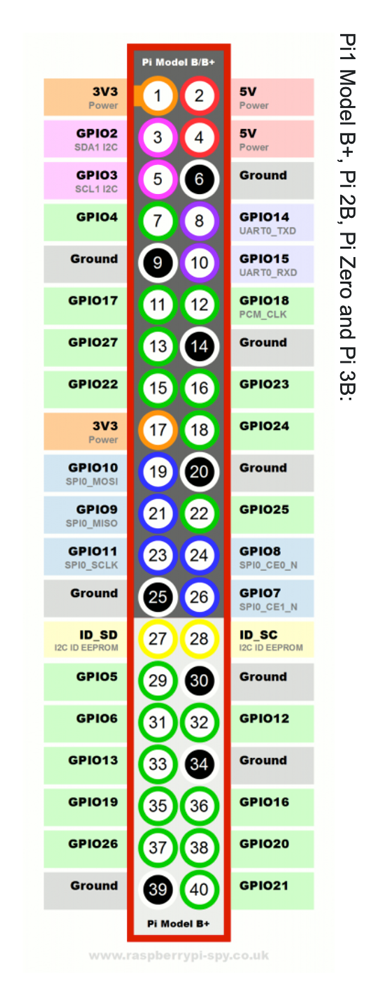 Pi1 Model B+, Pi 2B, Pi Zero and Pi 3B:
Pi Model B/B+
3V3 Power 1 2 5V Power
GPIO2 SDA1 I2C 3 4 5V Power
GPIO3 SCL1 I2C 5 6 Ground
GPIO4 7 8 GPIO14 UART0_TXD
Ground 9 10 GPIO15 UART0_RXD
GPIO17 11 12 GPIO18 PCM_CLK
GPIO27 13 14 Ground
GPIO22 15 16 GPIO23
3V3 Power 17 18 GPIO24
GPIO10 SPI0_MOSI 19 20 Ground
GPIO9 SPI0_MISO 21 22 GPIO25
GPIO11 SPI0_SCLK 23 24 GPIO8 SPI0_CE0_N
Ground 25 26 GPIO7 SPI0_CE1_N
ID_SD I2C ID EEPROM 27 28 ID_SC I2C ID EEPROM
GPIO5 29 30 Ground
GPIO6 31 32 GPIO12
GPIO13 33 34 Ground
GPIO19 35 36 GPIO16
GPIO26 37 38 GPIO20
Ground 39 40 GPIO21
Pi Model B+
www.raspberrypi-spy.co.uk